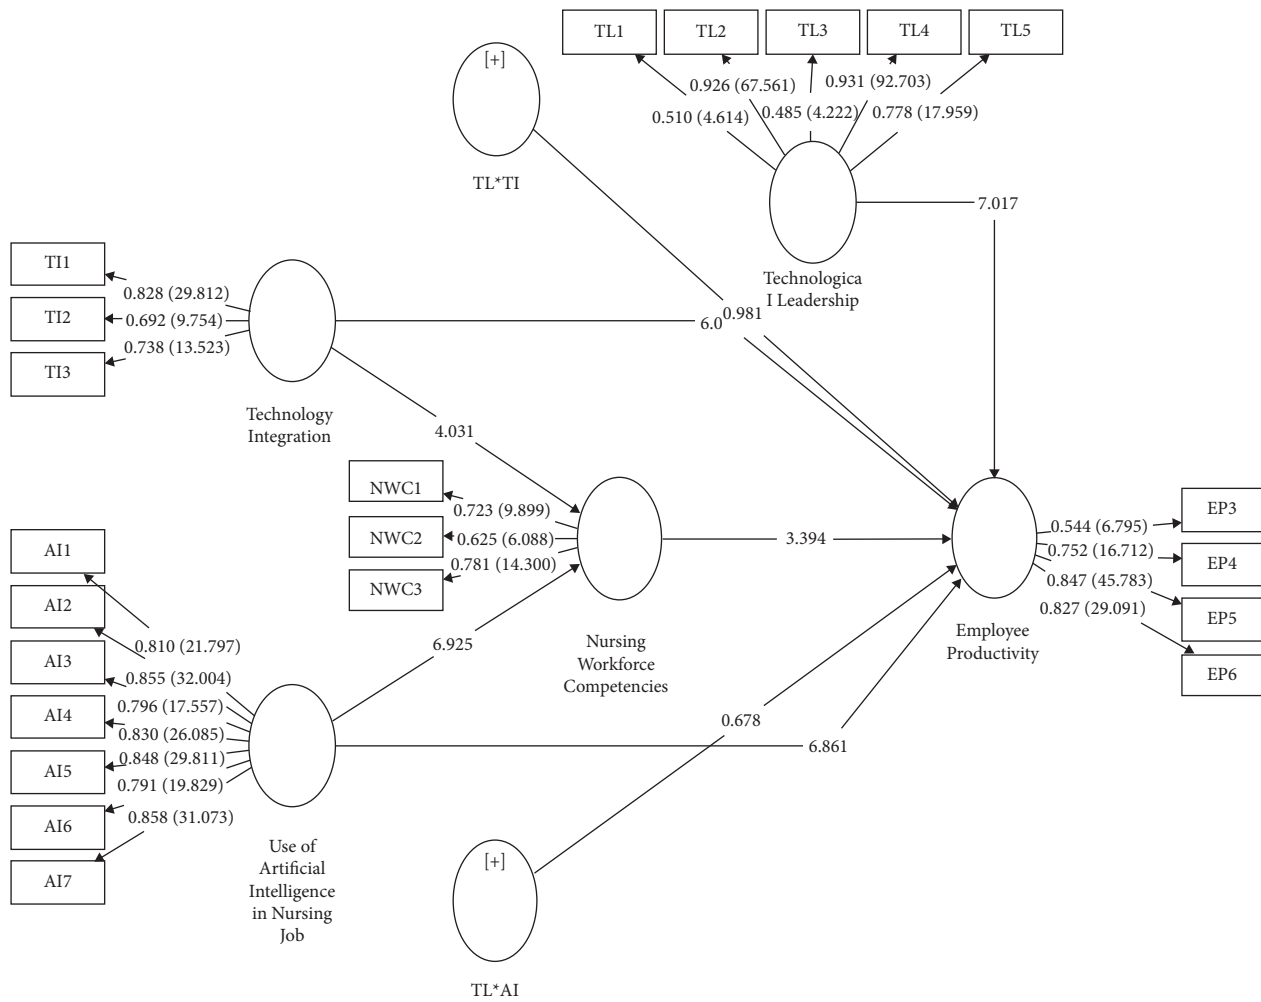 TL1
TL2
TL3
TL4
TL5
[+]
0.926 (67.561)
0.931 (92.703)
0.510 (4.614)
0.485 (4.222)
0.778 (17.959)
TL*TI
7.017
Technologica
l Leadership
TI1
TI2
TI3
0.828 (29.812)
0.692 (9.754)
0.738 (13.523)
6.0
0.981
Technology
Integration
4.031
NWC1
NWC2
NWC3
0.723 (9.899)
0.625 (6.088)
0.781 (14.300)
3.394
EP3
EP4
EP5
EP6
0.544 (6.795)
0.752 (16.712)
0.847 (45.783)
0.827 (29.091)
Employee
Productivity
Nursing
Workforce
Competencies
AI1
AI2
AI3
AI4
AI5
AI6
AI7
0.810 (21.797)
0.855 (32.004)
0.796 (17.557)
0.830 (26.085)
0.848 (29.811)
0.791 (19.829)
0.858 (31.073)
6.925
0.678
6.861
Use of
Artificial
Intelligence
in Nursing
Job
[+]
TL*AI